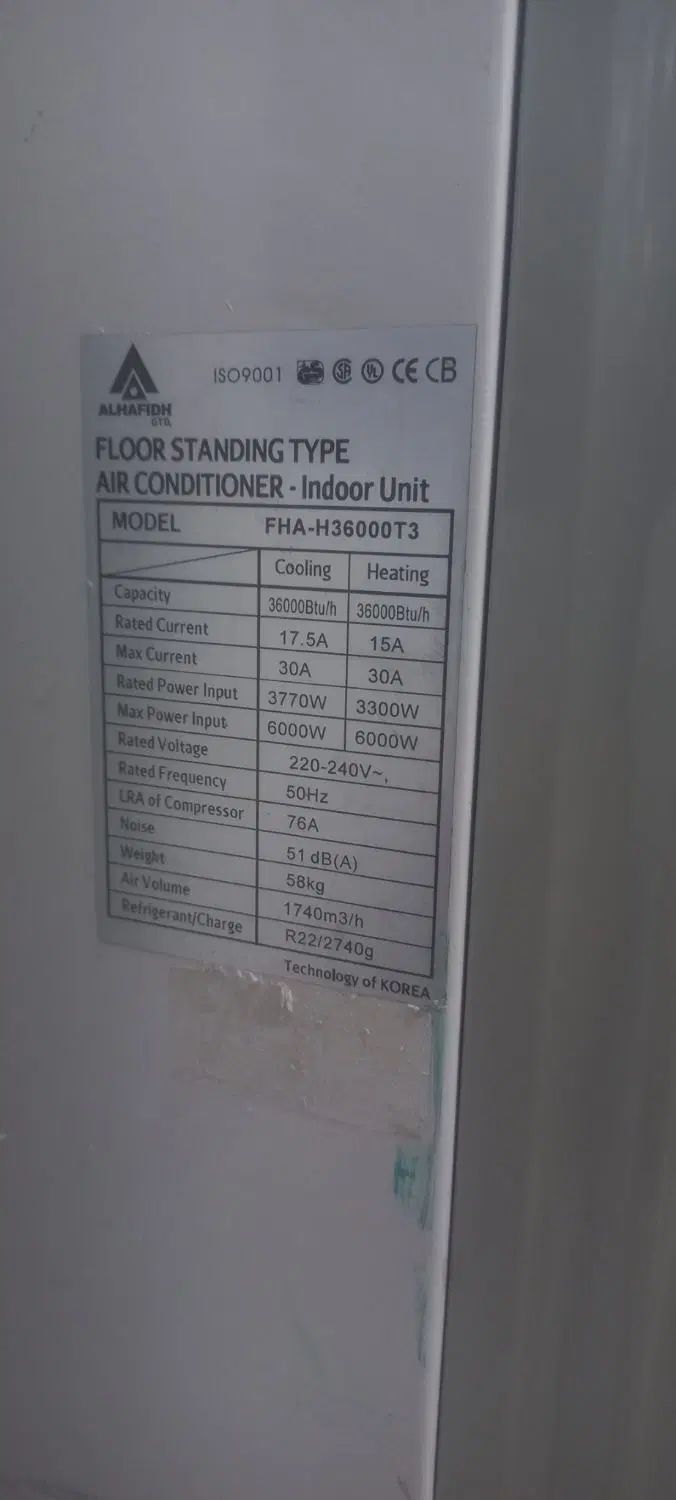 ISO9001 CE CB
ALHAFIDH
FLOOR STANDING TYPE
AIR CONDITIONER - Indoor Unit
MODEL FHA-H36000T3
Cooling Heating
Capacity 36000Btu/h 36000Btu/h
Rated Current 17.5A 15A
Max Current 30A 30A
Rated Power Input 3770W 3300W
Max Power Input 6000W 6000W
Rated Voltage 220-240V~,
Rated Frequency 50Hz
LRA of Compressor 76A
Noise 51 dB(A)
Weight 58kg
Air Volume 1740m3/h
Refrigerant/Charge R22/2740g
Technology of KOREA